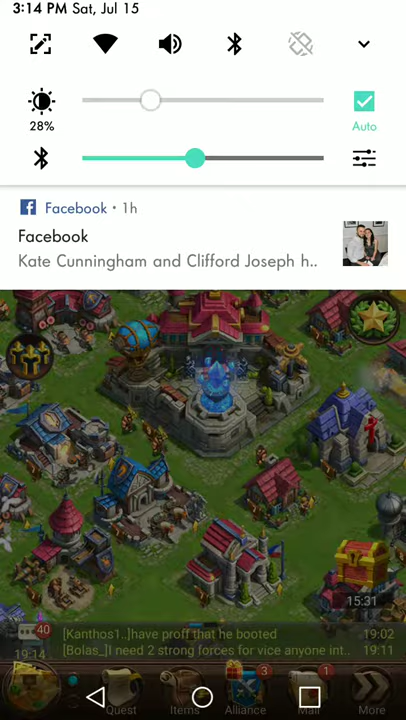 3:14 PM Sat, Jul 15
28%
Auto
Facebook • 1h
Facebook
Kate Cunningham and Clifford Joseph h..
15:31
40
[Kanthos1..]have proff that he booted
19:02
19:14
[Bolas_]I need 2 strong forces for vice anyone int..
19:11
3
1
Quest
Items
Alliance
Mail
More